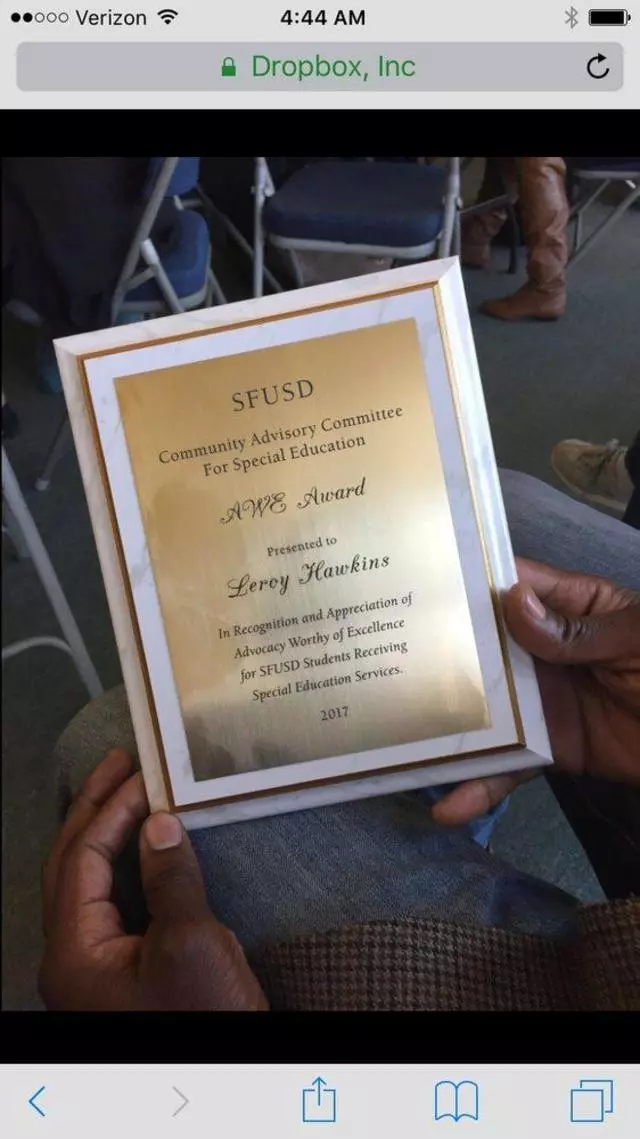 Verizon 4:44 AM
Dropbox, Inc
SFUSD
Community Advisory Committee
For Special Education
AWE Award
Presented to
Leroy Hawkins
In Recognition and Appreciation of
Advocacy Worthy of Excellence
for SFUSD Students Receiving
Special Education Services.
2017